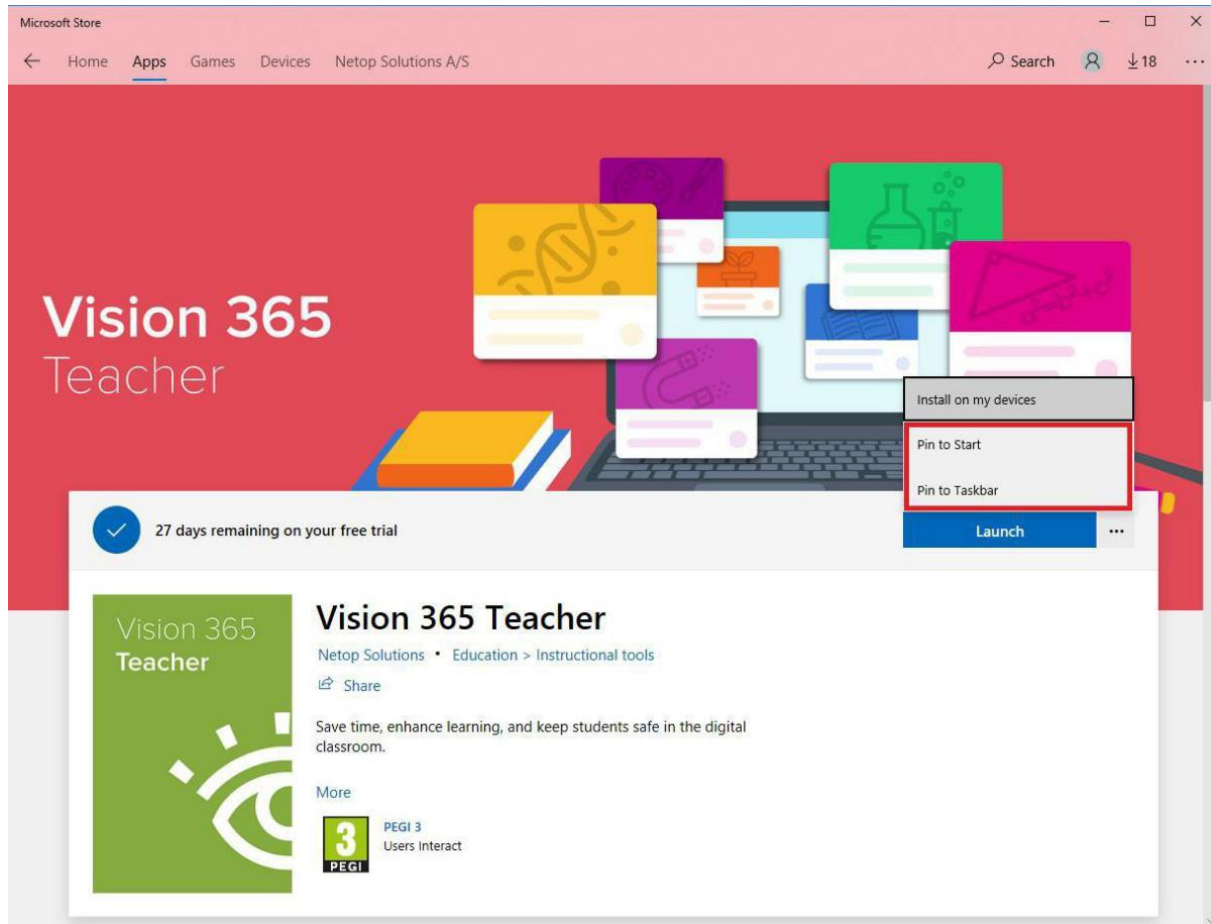 Microsoft Store
Home Apps Games Devices Netop Solutions A/S Search 18
Vision 365
Teacher
a²=b²+c²
Install on my devices
Pin to Start
Pin to Taskbar
27 days remaining on your free trial
Launch
Vision 365
Teacher
Vision 365 Teacher
Netop Solutions • Education > Instructional tools
Share
Save time, enhance learning, and keep students safe in the digital
classroom.
More
3
PEGI
PEGI 3
Users Interact